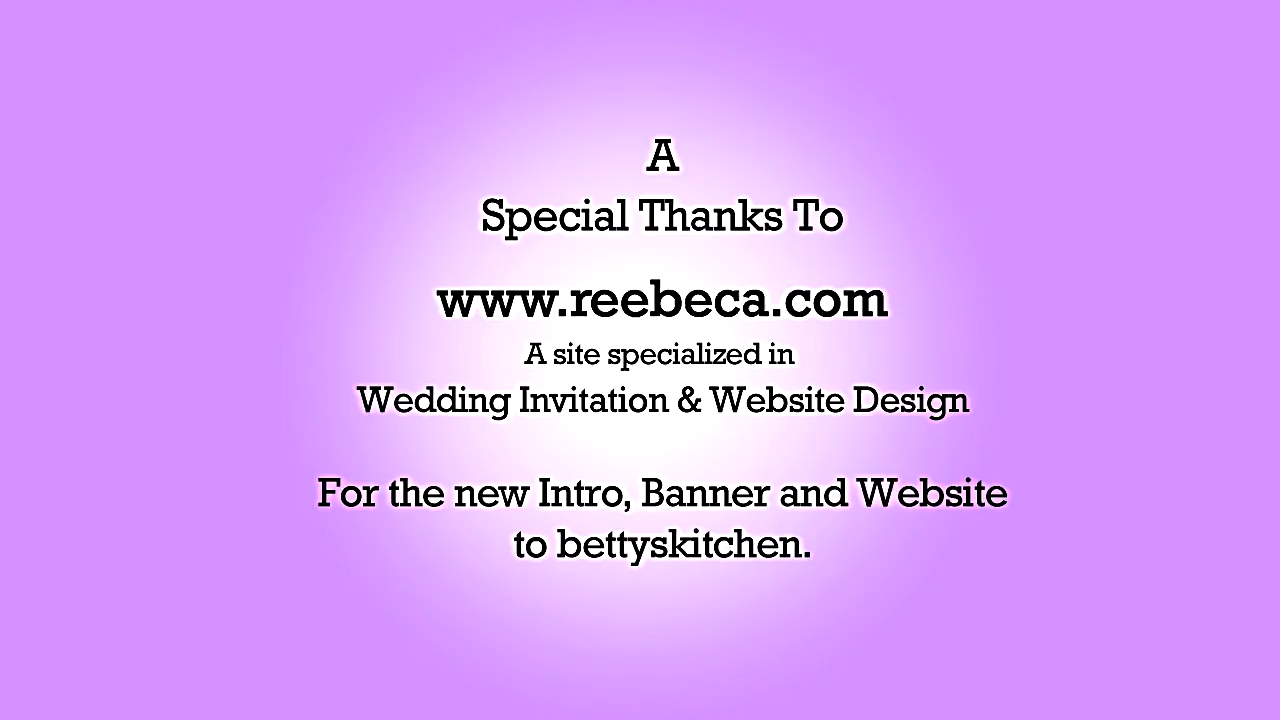 A
Special Thanks To
www.reebeca.com
A site specialized in
Wedding Invitation & Website Design
For the new Intro, Banner and Website
to bettyskitchen.